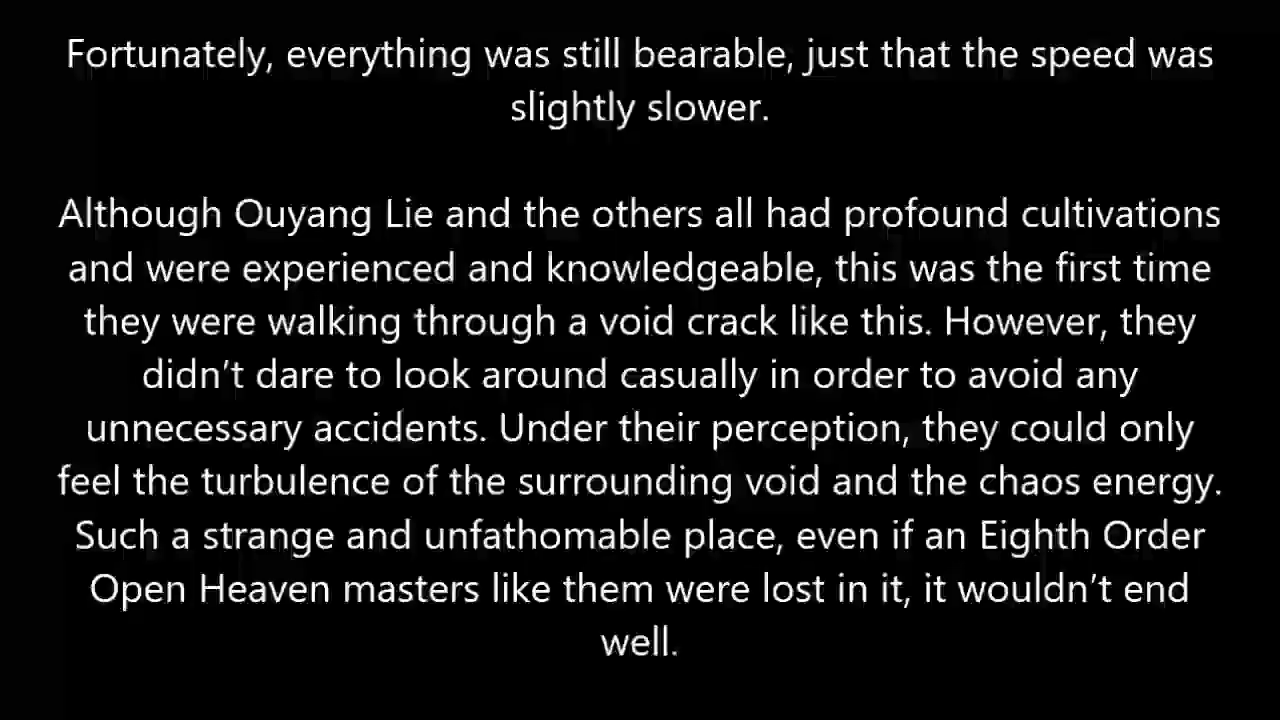 Fortunately, everything was still bearable, just that the speed was
slightly slower.
Although Ouyang Lie and the others all had profound cultivations
and were experienced and knowledgeable, this was the first time
they were walking through a void crack like this. However, they
didn’t dare to look around casually in order to avoid any
unnecessary accidents. Under their perception, they could only
feel the turbulence of the surrounding void and the chaos energy.
Such a strange and unfathomable place, even if an Eighth Order
Open Heaven masters like them were lost in it, it wouldn’t end
well.